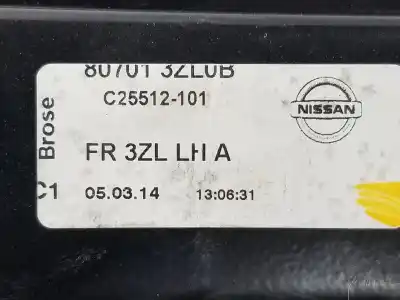 80701 3ZL0B
C25512-101
NISSAN
Brose
FR 3ZL LH A
C1
05.03.14 13:06:31